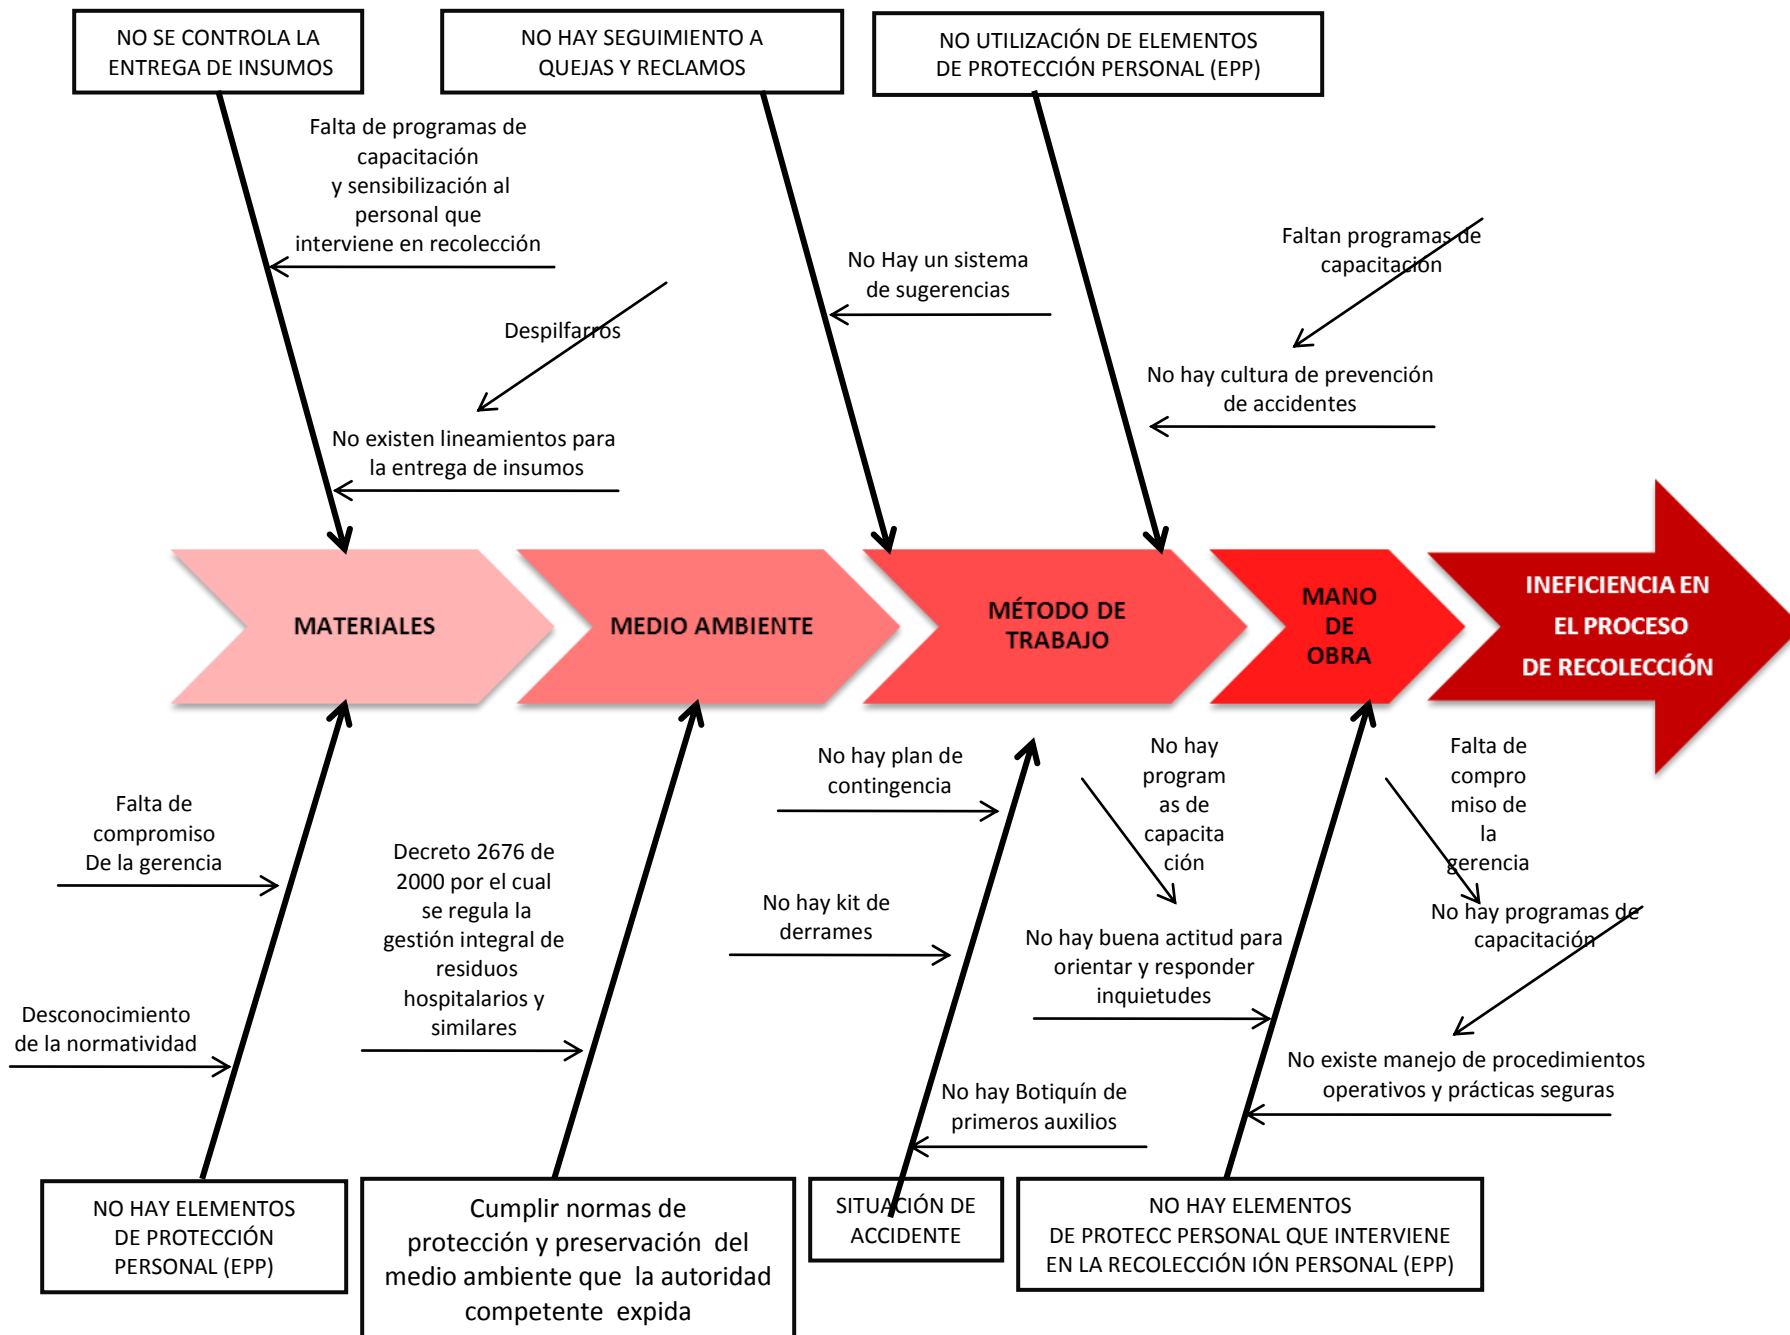 NO SE CONTROLA LA
ENTREGA DE INSUMOS
NO HAY SEGUIMIENTO A
QUEJAS Y RECLAMOS
NO UTILIZACIÓN DE ELEMENTOS
DE PROTECCIÓN PERSONAL (EPP)
Falta de programas de
capacitación
y sensibilización al
personal que
interviene en recolección
Despilfarros
No existen lineamientos para
la entrega de insumos
No Hay un sistema
de sugerencias
Faltan programas de
capacitación
No hay cultura de prevención
de accidentes
MATERIALES
MEDIO AMBIENTE
MÉTODO DE
TRABAJO
MANO
DE
OBRA
INEFICIENCIA EN
EL PROCESO
DE RECOLECCIÓN
Falta de
compromiso
De la gerencia
Desconocimiento
de la normatividad
Decreto 2676 de
2000 por el cual
se regula la
gestión integral de
residuos
hospitalarios y
similares
No hay plan de
contingencia
No hay kit de
derrames
No hay Botiquín de
primeros auxilios
No hay
program
as de
capacita
ción
No hay buena actitud para
orientar y responder
inquietudes
Falta de
compro
miso de
la
gerencia
No hay programas de
capacitación
No existe manejo de procedimientos
operativos y prácticas seguras
NO HAY ELEMENTOS
DE PROTECCIÓN
PERSONAL (EPP)
Cumplir normas de
protección y preservación del
medio ambiente que la autoridad
competente expida
SITUACIÓN DE
ACCIDENTE
NO HAY ELEMENTOS
DE PROTECC PERSONAL QUE INTERVIENE
EN LA RECOLECCIÓN IÓN PERSONAL (EPP)